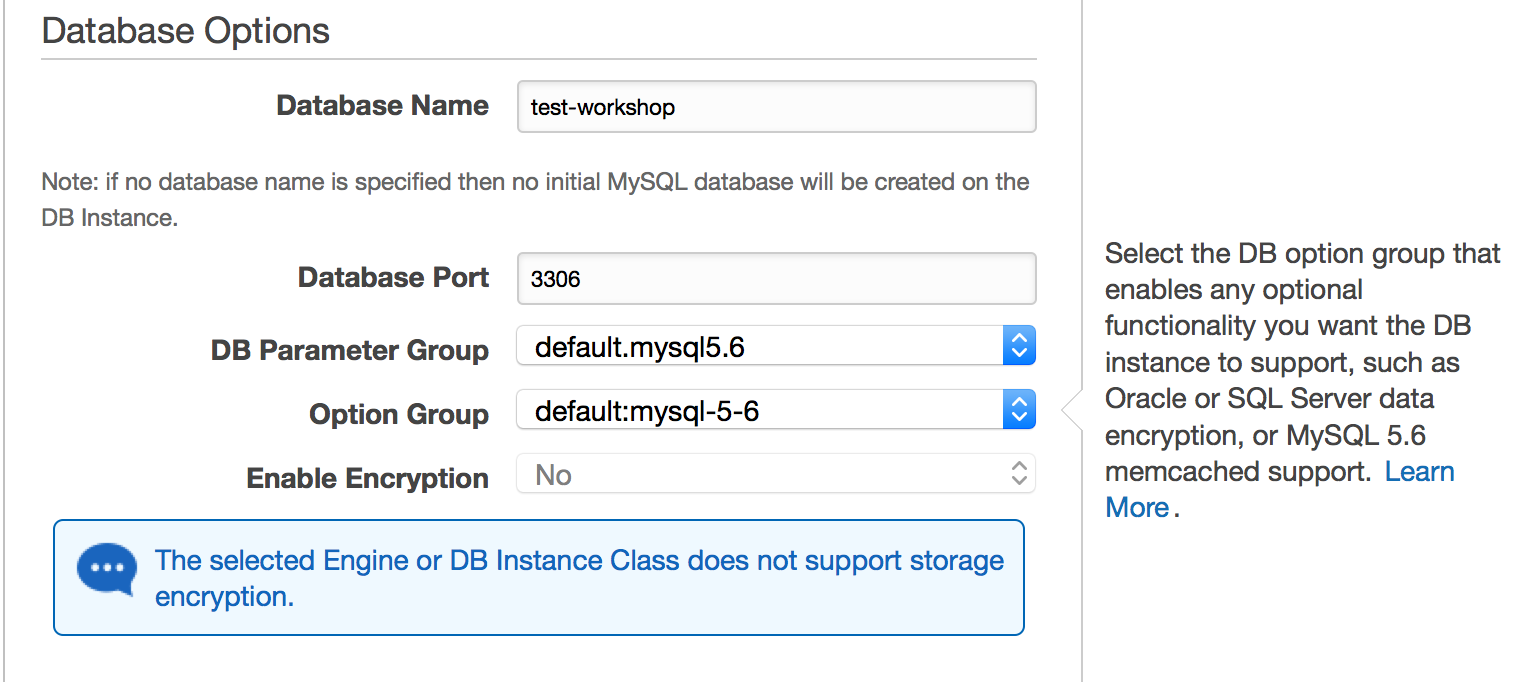 Database Options
Database Name
test-workshop
Note: if no database name is specified then no initial MySQL database will be created on the
DB Instance.
Database Port
3306
DB Parameter Group
default.mysql5.6
Option Group
default:mysql-5-6
Enable Encryption
No
The selected Engine or DB Instance Class does not support storage
encryption.
Select the DB option group that
enables any optional
functionality you want the DB
instance to support, such as
Oracle or SQL Server data
encryption, or MySQL 5.6
memcached support. Learn
More.